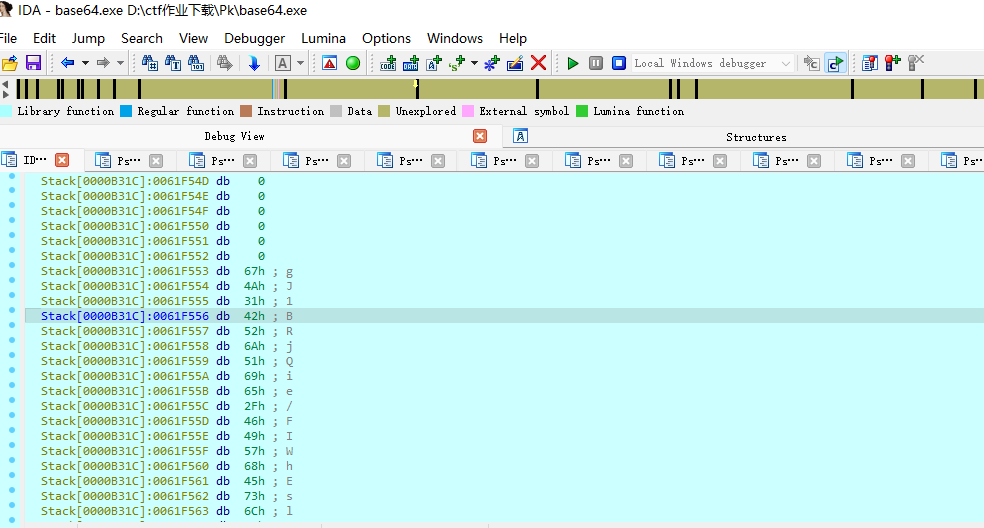 IDA - base64.exe D:\ctf作业下载\Pk\base64.exe
File Edit Jump Search View Debugger Lumina Options Windows Help
Local Windows debugger
Library function Regular function Instruction Data Unexplored External symbol Lumina function
Debug View Structures
ID… Ps… Ps… Ps… Ps… Ps… Ps… Ps… Ps… Ps… Ps…
Stack[0000B31C]:0061F54D db 0
Stack[0000B31C]:0061F54E db 0
Stack[0000B31C]:0061F54F db 0
Stack[0000B31C]:0061F550 db 0
Stack[0000B31C]:0061F551 db 0
Stack[0000B31C]:0061F552 db 0
Stack[0000B31C]:0061F553 db 67h ; g
Stack[0000B31C]:0061F554 db 4Ah ; J
Stack[0000B31C]:0061F555 db 31h ; 1
Stack[0000B31C]:0061F556 db 42h ; B
Stack[0000B31C]:0061F557 db 52h ; R
Stack[0000B31C]:0061F558 db 6Ah ; j
Stack[0000B31C]:0061F559 db 51h ; Q
Stack[0000B31C]:0061F55A db 69h ; i
Stack[0000B31C]:0061F55B db 65h ; e
Stack[0000B31C]:0061F55C db 2Fh ; /
Stack[0000B31C]:0061F55D db 46h ; F
Stack[0000B31C]:0061F55E db 49h ; I
Stack[0000B31C]:0061F55F db 57h ; W
Stack[0000B31C]:0061F560 db 68h ; h
Stack[0000B31C]:0061F561 db 45h ; E
Stack[0000B31C]:0061F562 db 73h ; s
Stack[0000B31C]:0061F563 db 6Ch ; l